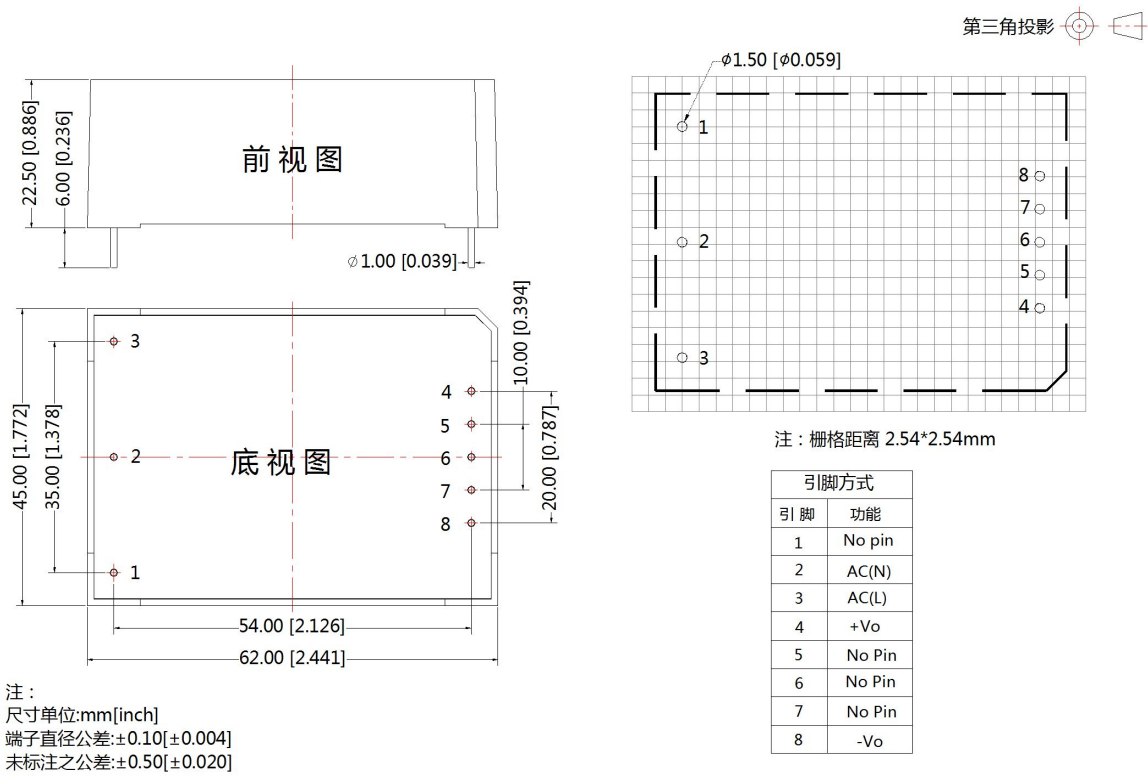 第三角投影
⌀1.50 [⌀0.059]
22.50 [0.886]
6.00 [0.236]
前视图
⌀1.00 [0.039]
1
2
3
8
7
6
5
4
注：栅格距离 2.54*2.54mm
45.00 [1.772]
35.00 [1.378]
3
2
1
底视图
4
5
6
7
8
10.00 [0.394]
20.00 [0.787]
54.00 [2.126]
62.00 [2.441]
引脚方式
引 脚 功能
1 No pin
2 AC(N)
3 AC(L)
4 +Vo
5 No Pin
6 No Pin
7 No Pin
8 -Vo
注：
尺寸单位:mm[inch]
端子直径公差:±0.10[±0.004]
未标注之公差:±0.50[±0.020]